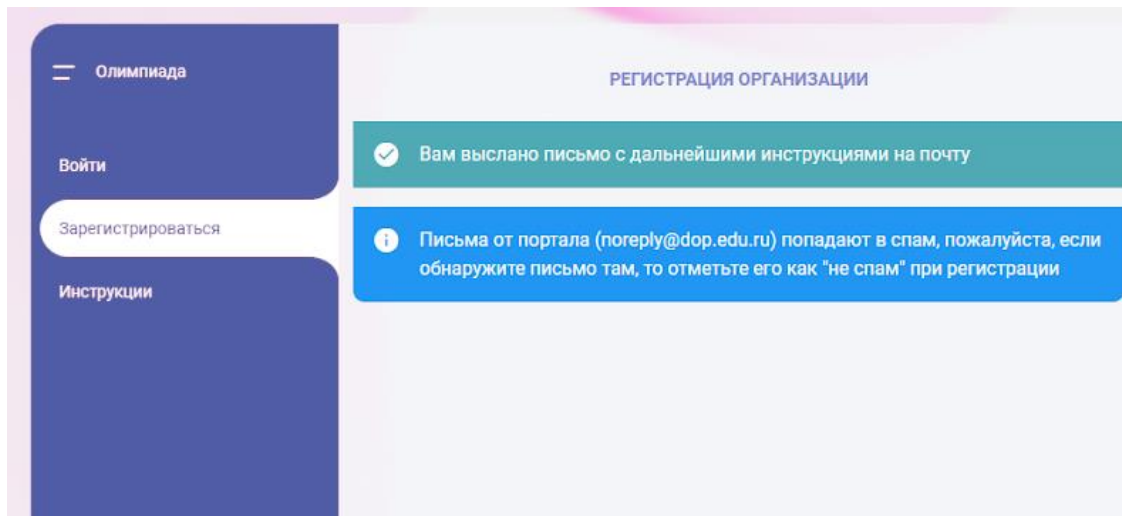 Олимпиада
Войти
Зарегистрироваться
Инструкции
РЕГИСТРАЦИЯ ОРГАНИЗАЦИИ
Вам выслано письмо с дальнейшими инструкциями на почту
Письма от портала (noreply@dop.edu.ru) попадают в спам, пожалуйста, если
обнаружите письмо там, то отметьте его как "не спам" при регистрации